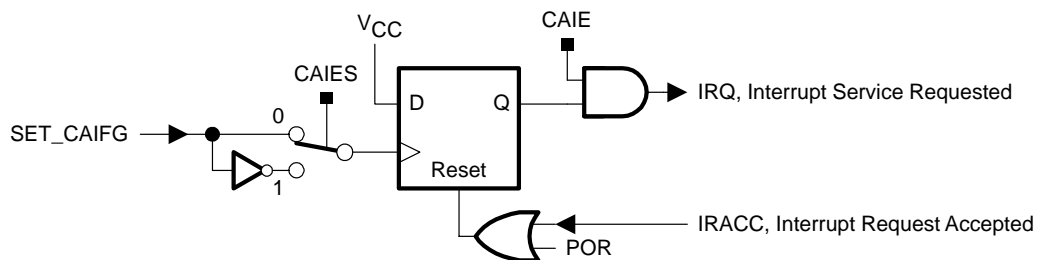 CAIE
VCC
CAIES
0
D
Q
IRQ, Interrupt Service Requested
SET_CAIFG
Reset
1
IRACC, Interrupt Request Accepted
POR